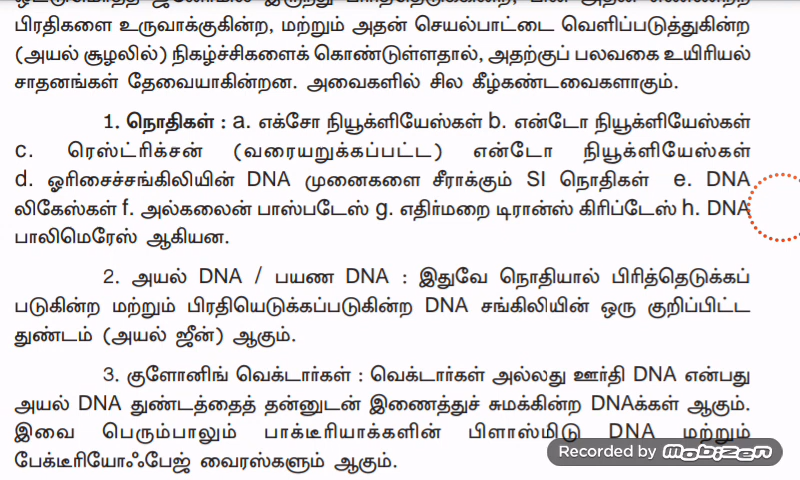 பிரதிகளை உருவாக்குகின்ற, மற்றும் அதன் செயல்பாட்டை வெளிப்படுத்துகின்ற
(அயல் சூழலில்) நிகழ்ச்சிகளைக் கொண்டுள்ளதால், அதற்குப் பலவகை உயிரியல்
சாதனங்கள் தேவையாகின்றன. அவைகளில் சில கீழ்கண்டவைகளாகும்.
1. நொதிகள் : a. எக்சோ நியூக்ளியேஸ்கள் b. என்டோ நியூக்ளியேஸ்கள்
c. ரெஸ்ட்ரிக்சன் (வரையறுக்கப்பட்ட) என்டோ நியூக்ளியேஸ்கள்
d. ஓரிசைச்சங்கிலியின் DNA முனைகளை சீராக்கும் SI நொதிகள் e. DNA
லிகேஸ்கள் f. அல்கலைன் பாஸ்படேஸ் g. எதிர்மறை டிரான்ஸ் கிரிப்டேஸ் h. DNA
பாலிமெரேஸ் ஆகியன.
2. அயல் DNA / பயண DNA : இதுவே நொதியால் பிரித்தெடுக்கப்
படுகின்ற மற்றும் பிரதியெடுக்கப்படுகின்ற DNA சங்கிலியின் ஒரு குறிப்பிட்ட
துண்டம் (அயல் ஜீன்) ஆகும்.
3. குளோனிங் வெக்டார்கள் : வெக்டார்கள் அல்லது ஊர்தி DNA என்பது
அயல் DNA துண்டத்தைத் தன்னுடன் இணைத்துச் சுமக்கின்ற DNAக்கள் ஆகும்.
இவை பெரும்பாலும் பாக்டீரியாக்களின் பிளாஸ்மிடு DNA மற்றும்
பேக்டீரியோஃபேஜ் வைரஸ்களும் ஆகும்.
Recorded by mobizen